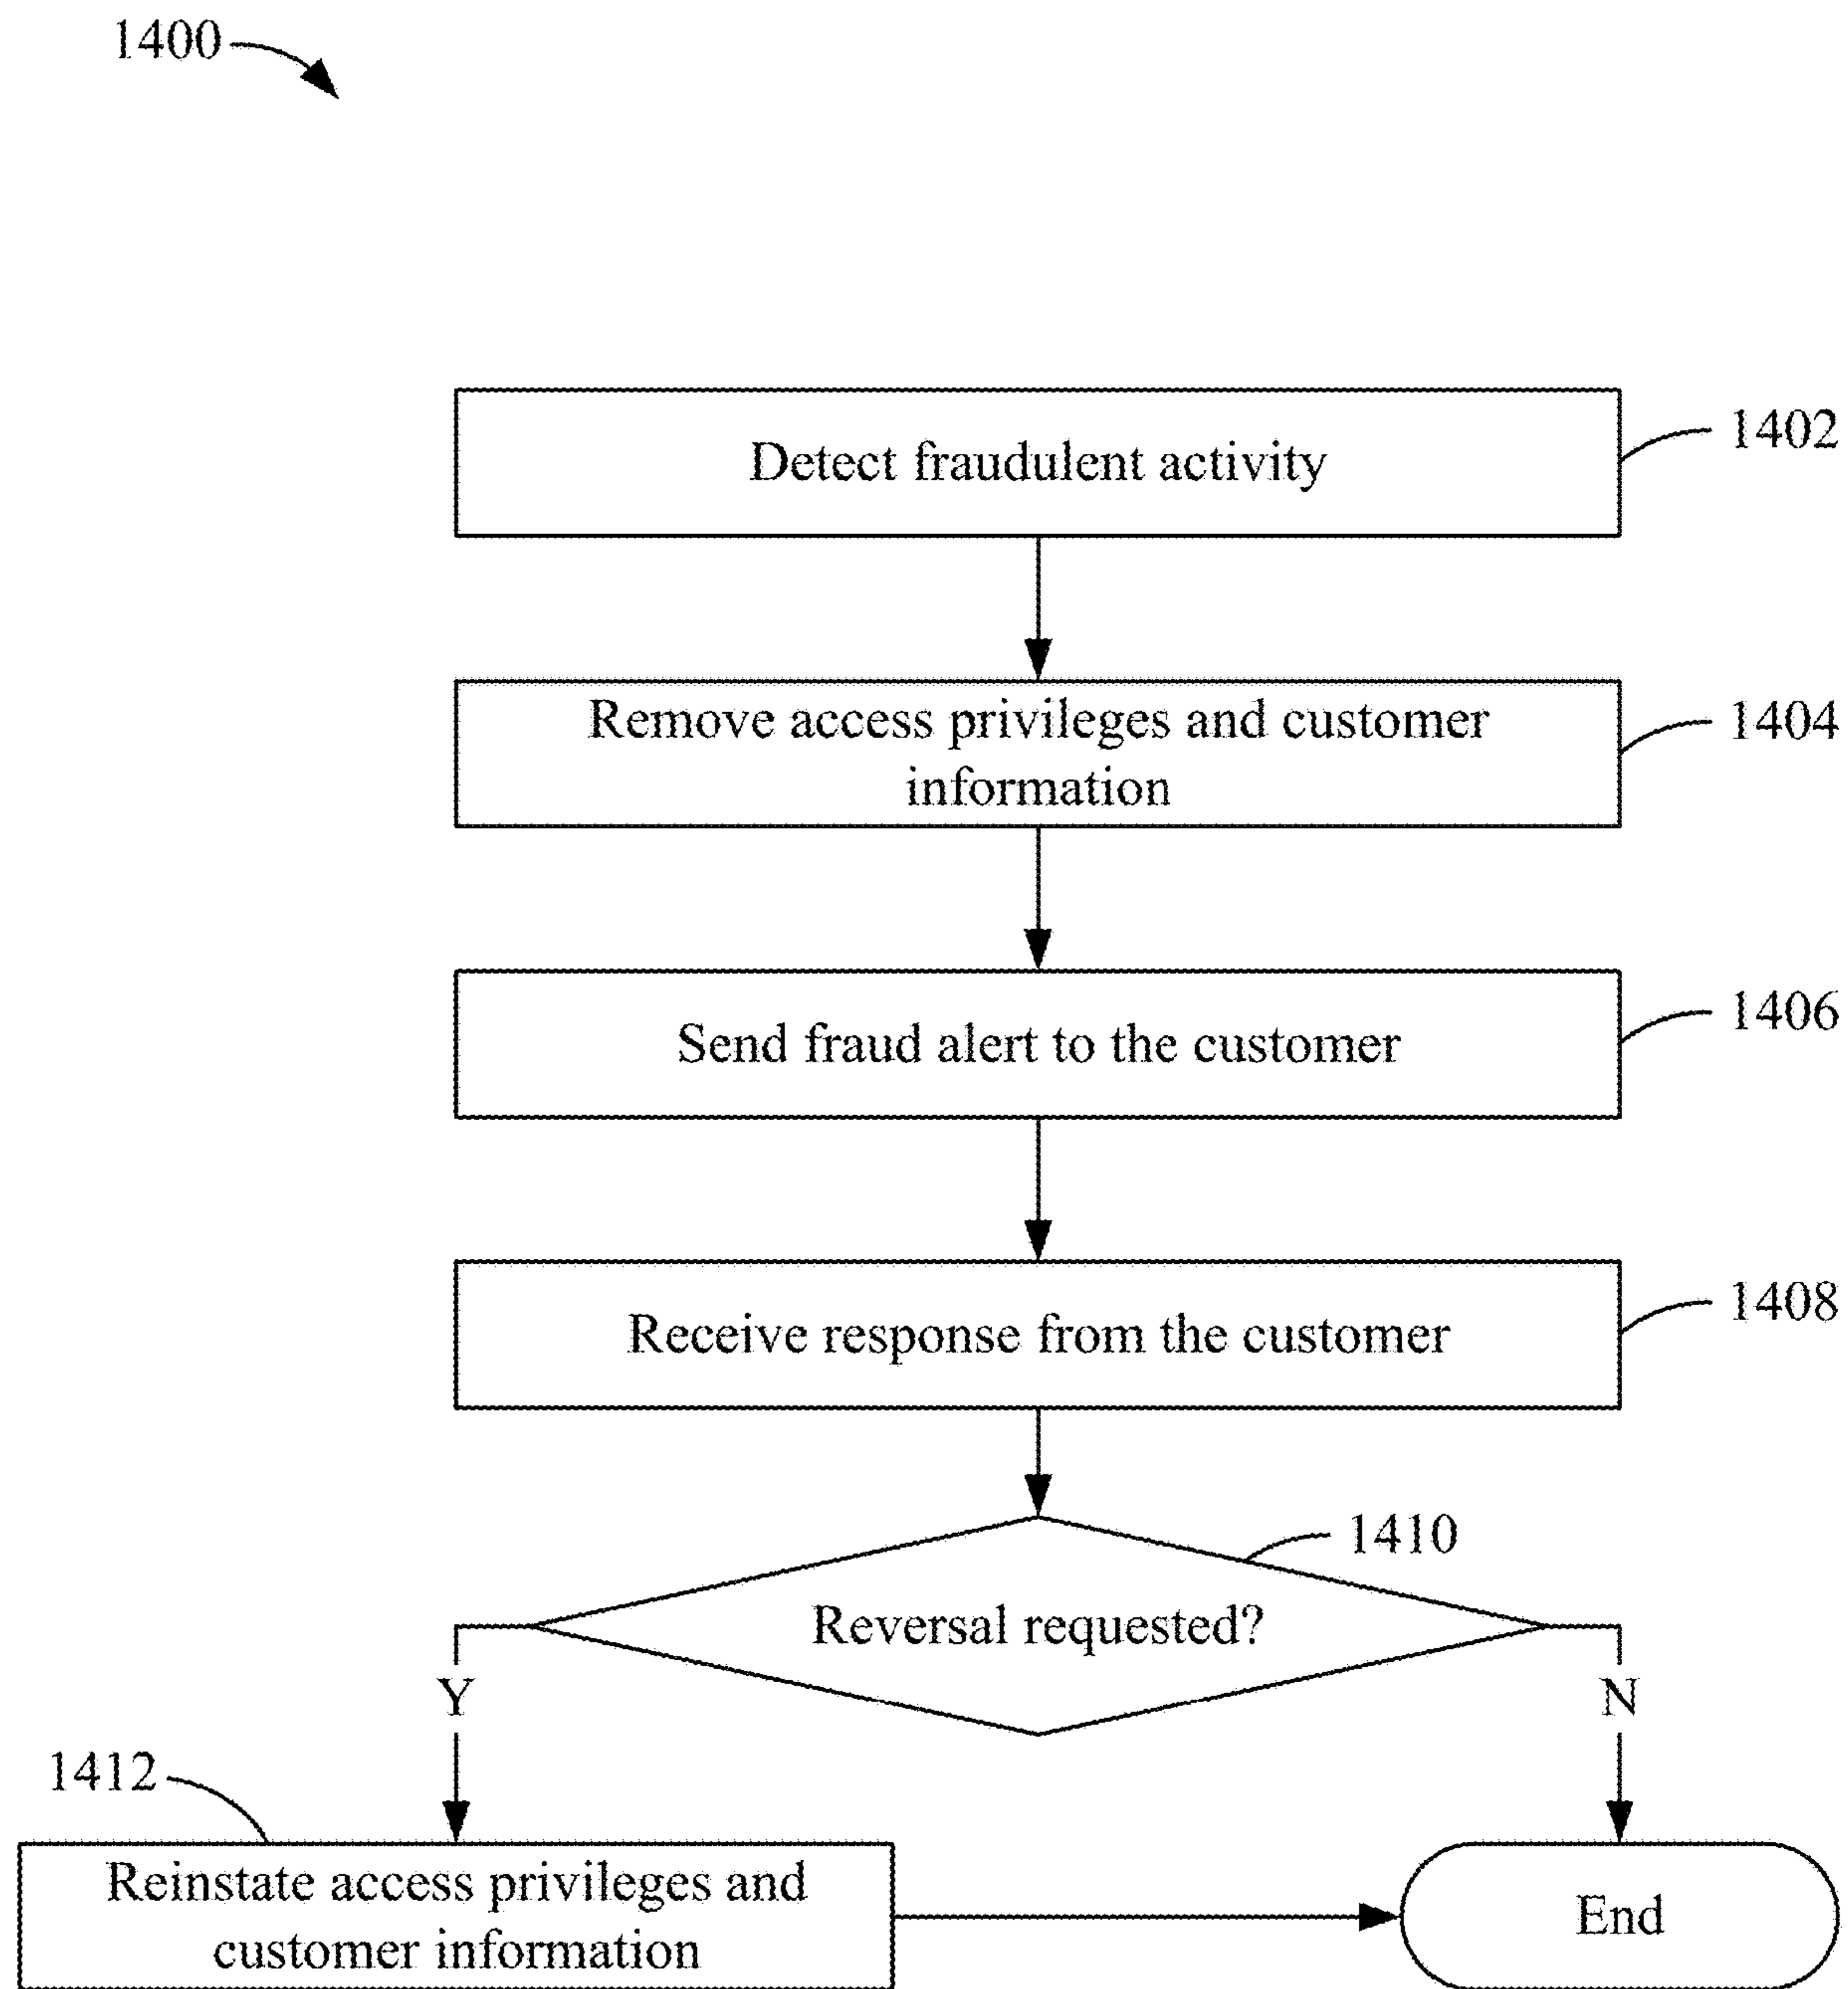 1400
Detect fraudulent activity
1402
Remove access privileges and customer
information
1404
Send fraud alert to the customer
1406
Receive response from the customer
1408
1410
Reversal requested?
Y
N
1412
Reinstate access privileges and
customer information
End